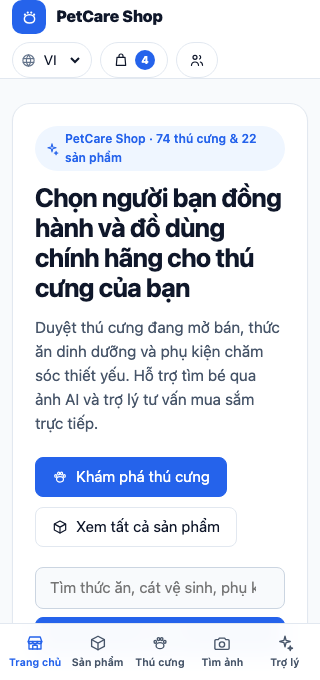 PetCare Shop
VI
4
PetCare Shop · 74 thú cưng & 22
sản phẩm
Chọn người bạn đồng
hành và đồ dùng
chính hãng cho thú
cưng của bạn
Duyệt thú cưng đang mở bán, thức
ăn dinh dưỡng và phụ kiện chăm
sóc thiết yếu. Hỗ trợ tìm bé qua
ảnh AI và trợ lý tư vấn mua sắm
trực tiếp.
Khám phá thú cưng
Xem tất cả sản phẩm
Tìm thức ăn, cát vệ sinh, phụ k
Trang chủ Sản phẩm Thú cưng Tìm ảnh Trợ lý